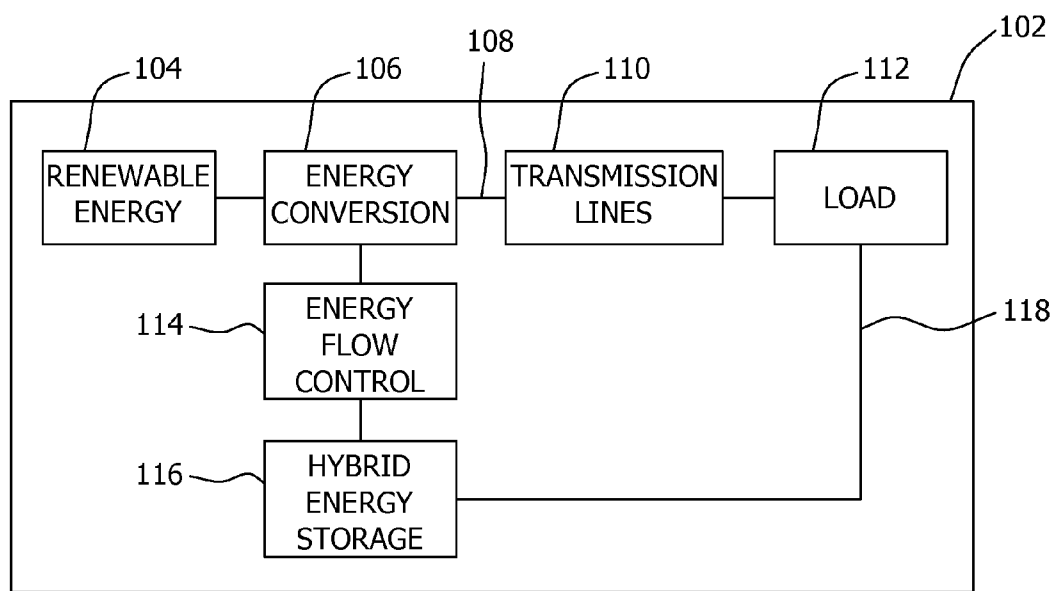 108
102
104
106
110
112
RENEWABLE
ENERGY
ENERGY
CONVERSION
TRANSMISSION
LINES
LOAD
114
ENERGY
FLOW
CONTROL
118
116
HYBRID
ENERGY
STORAGE